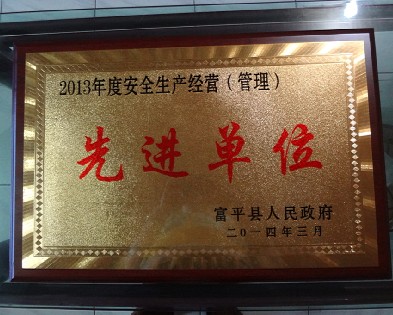 2013年度安全生产经营（管理）
先进单位
富平县人民政府
二〇一四年三月